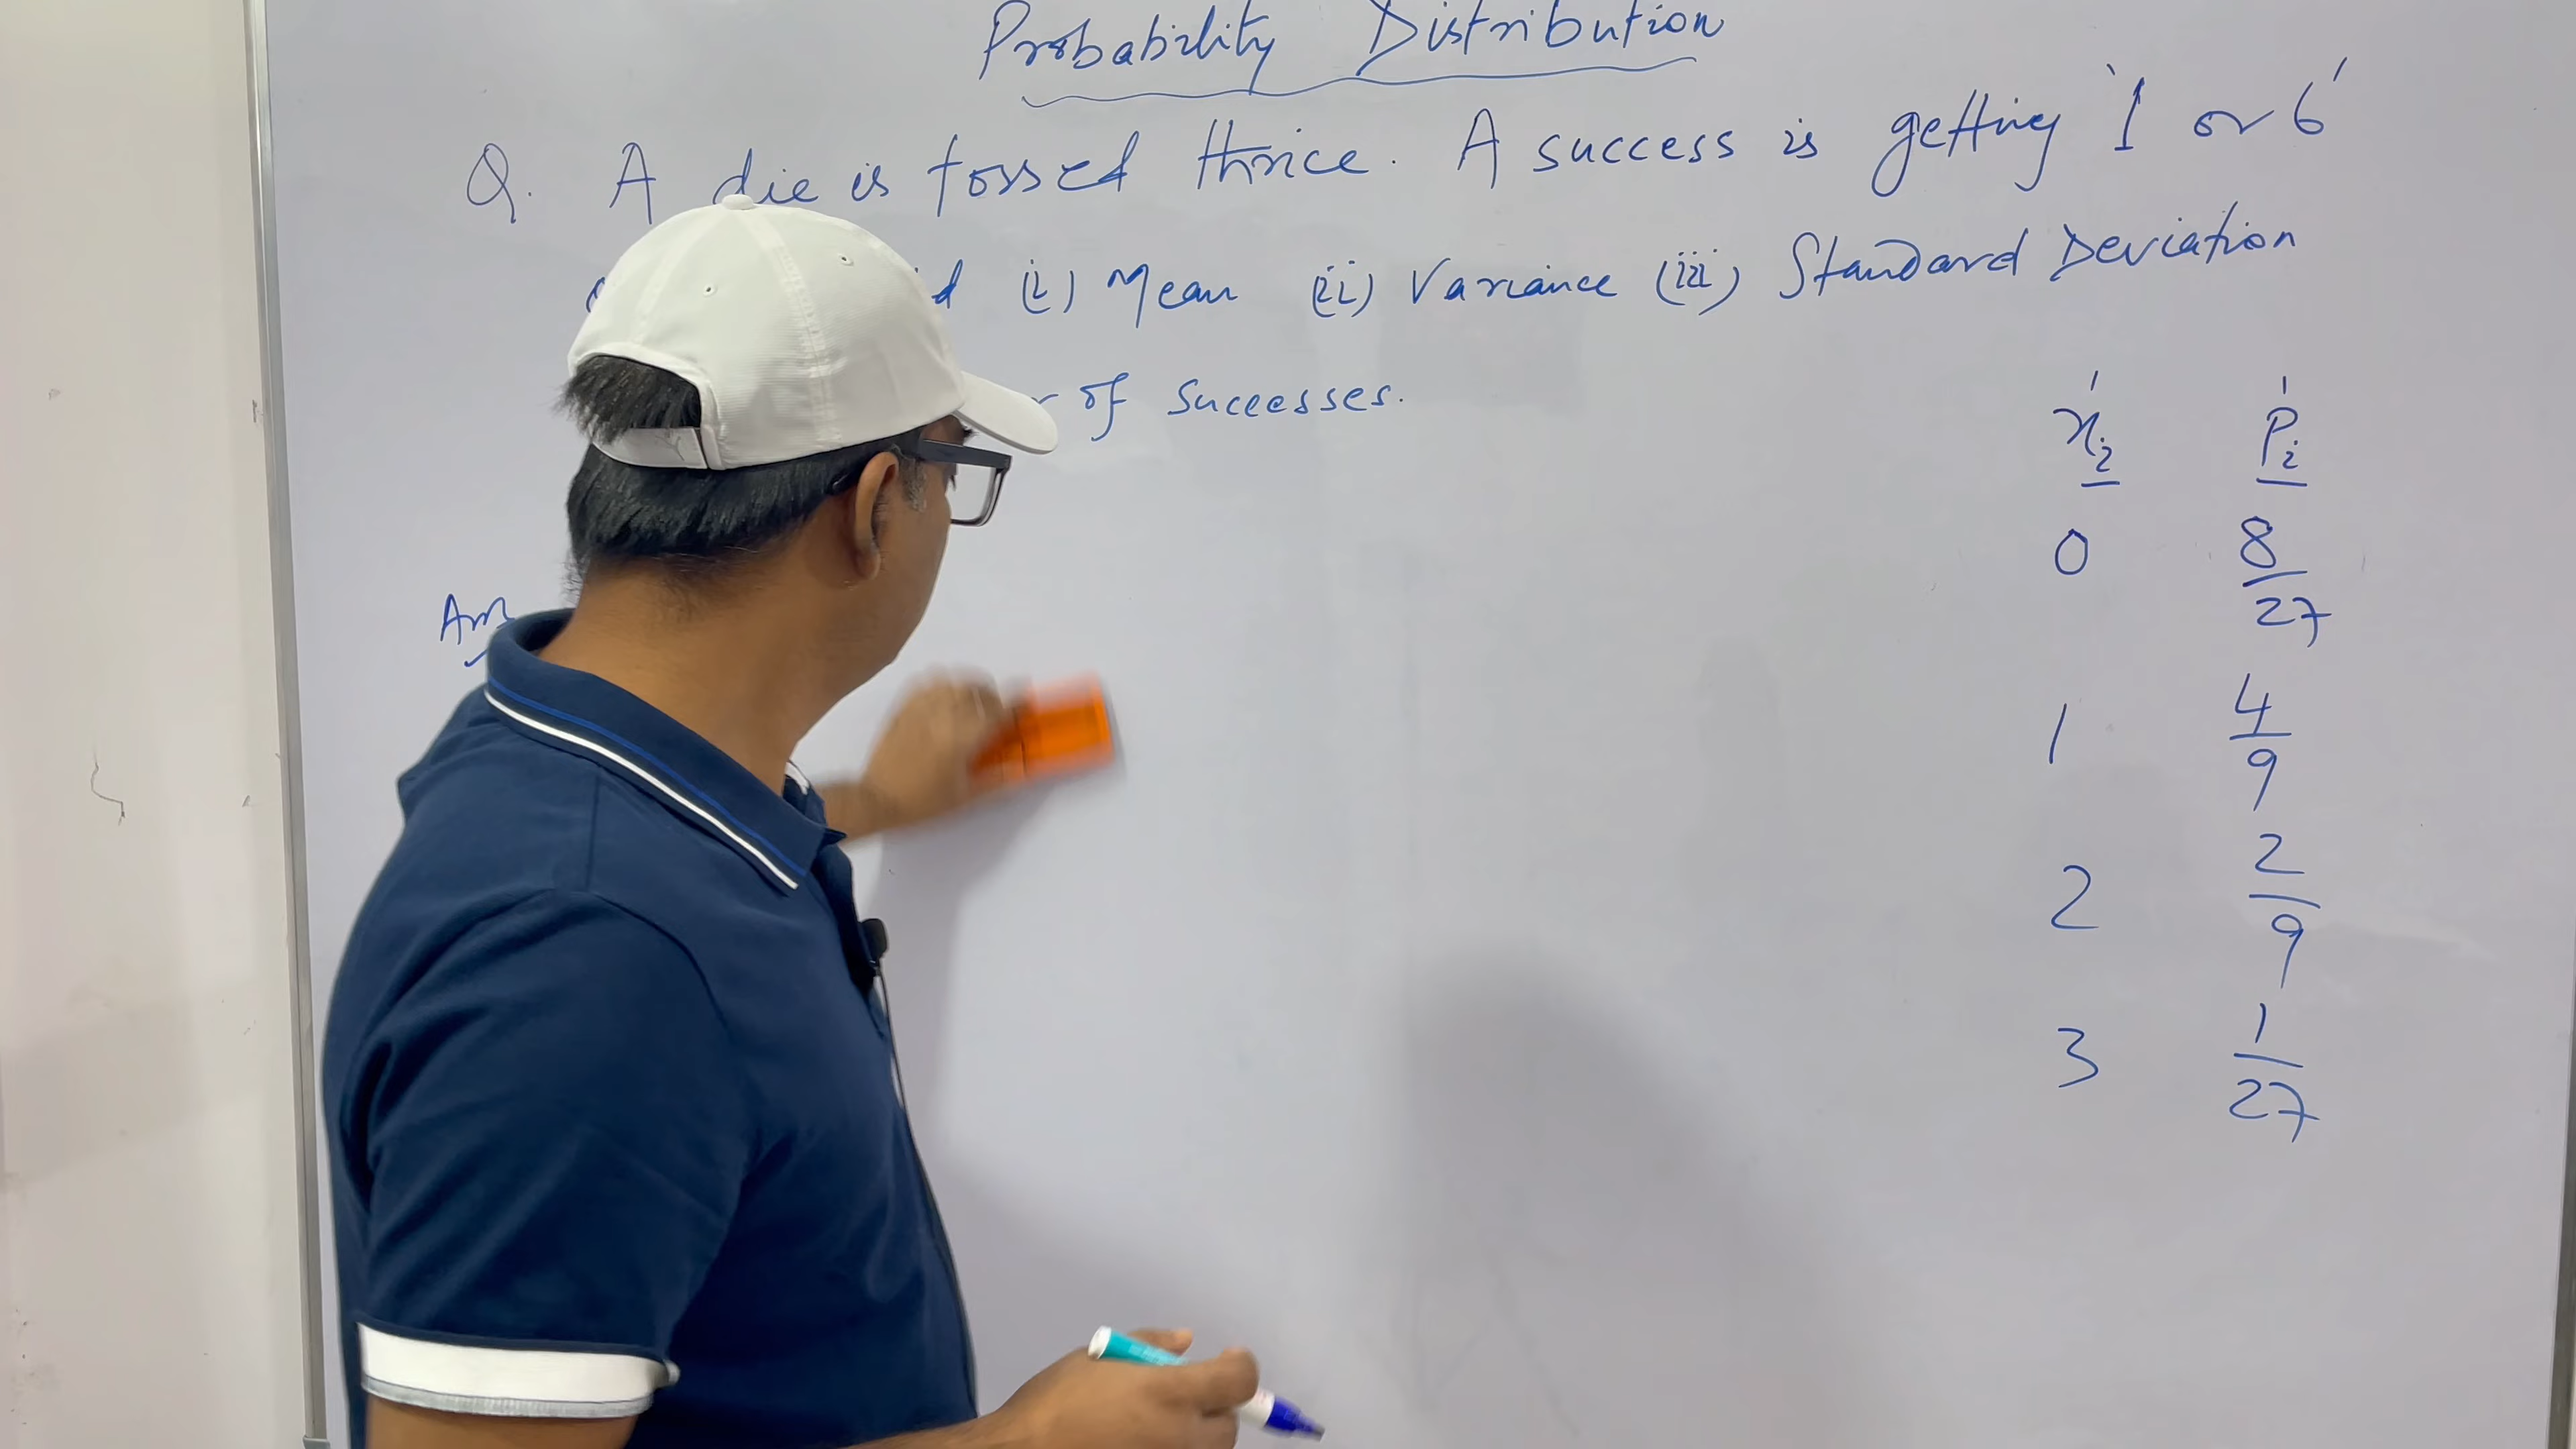 Probability Distribution
Q. A die is tossed thrice. A success is getting '1 or 6'
(i) Mean (ii) Variance (iii) Standard Deviation
of successes.
xi Pi
0 8/27
Ans
1 4/9
2 2/9
3 1/27